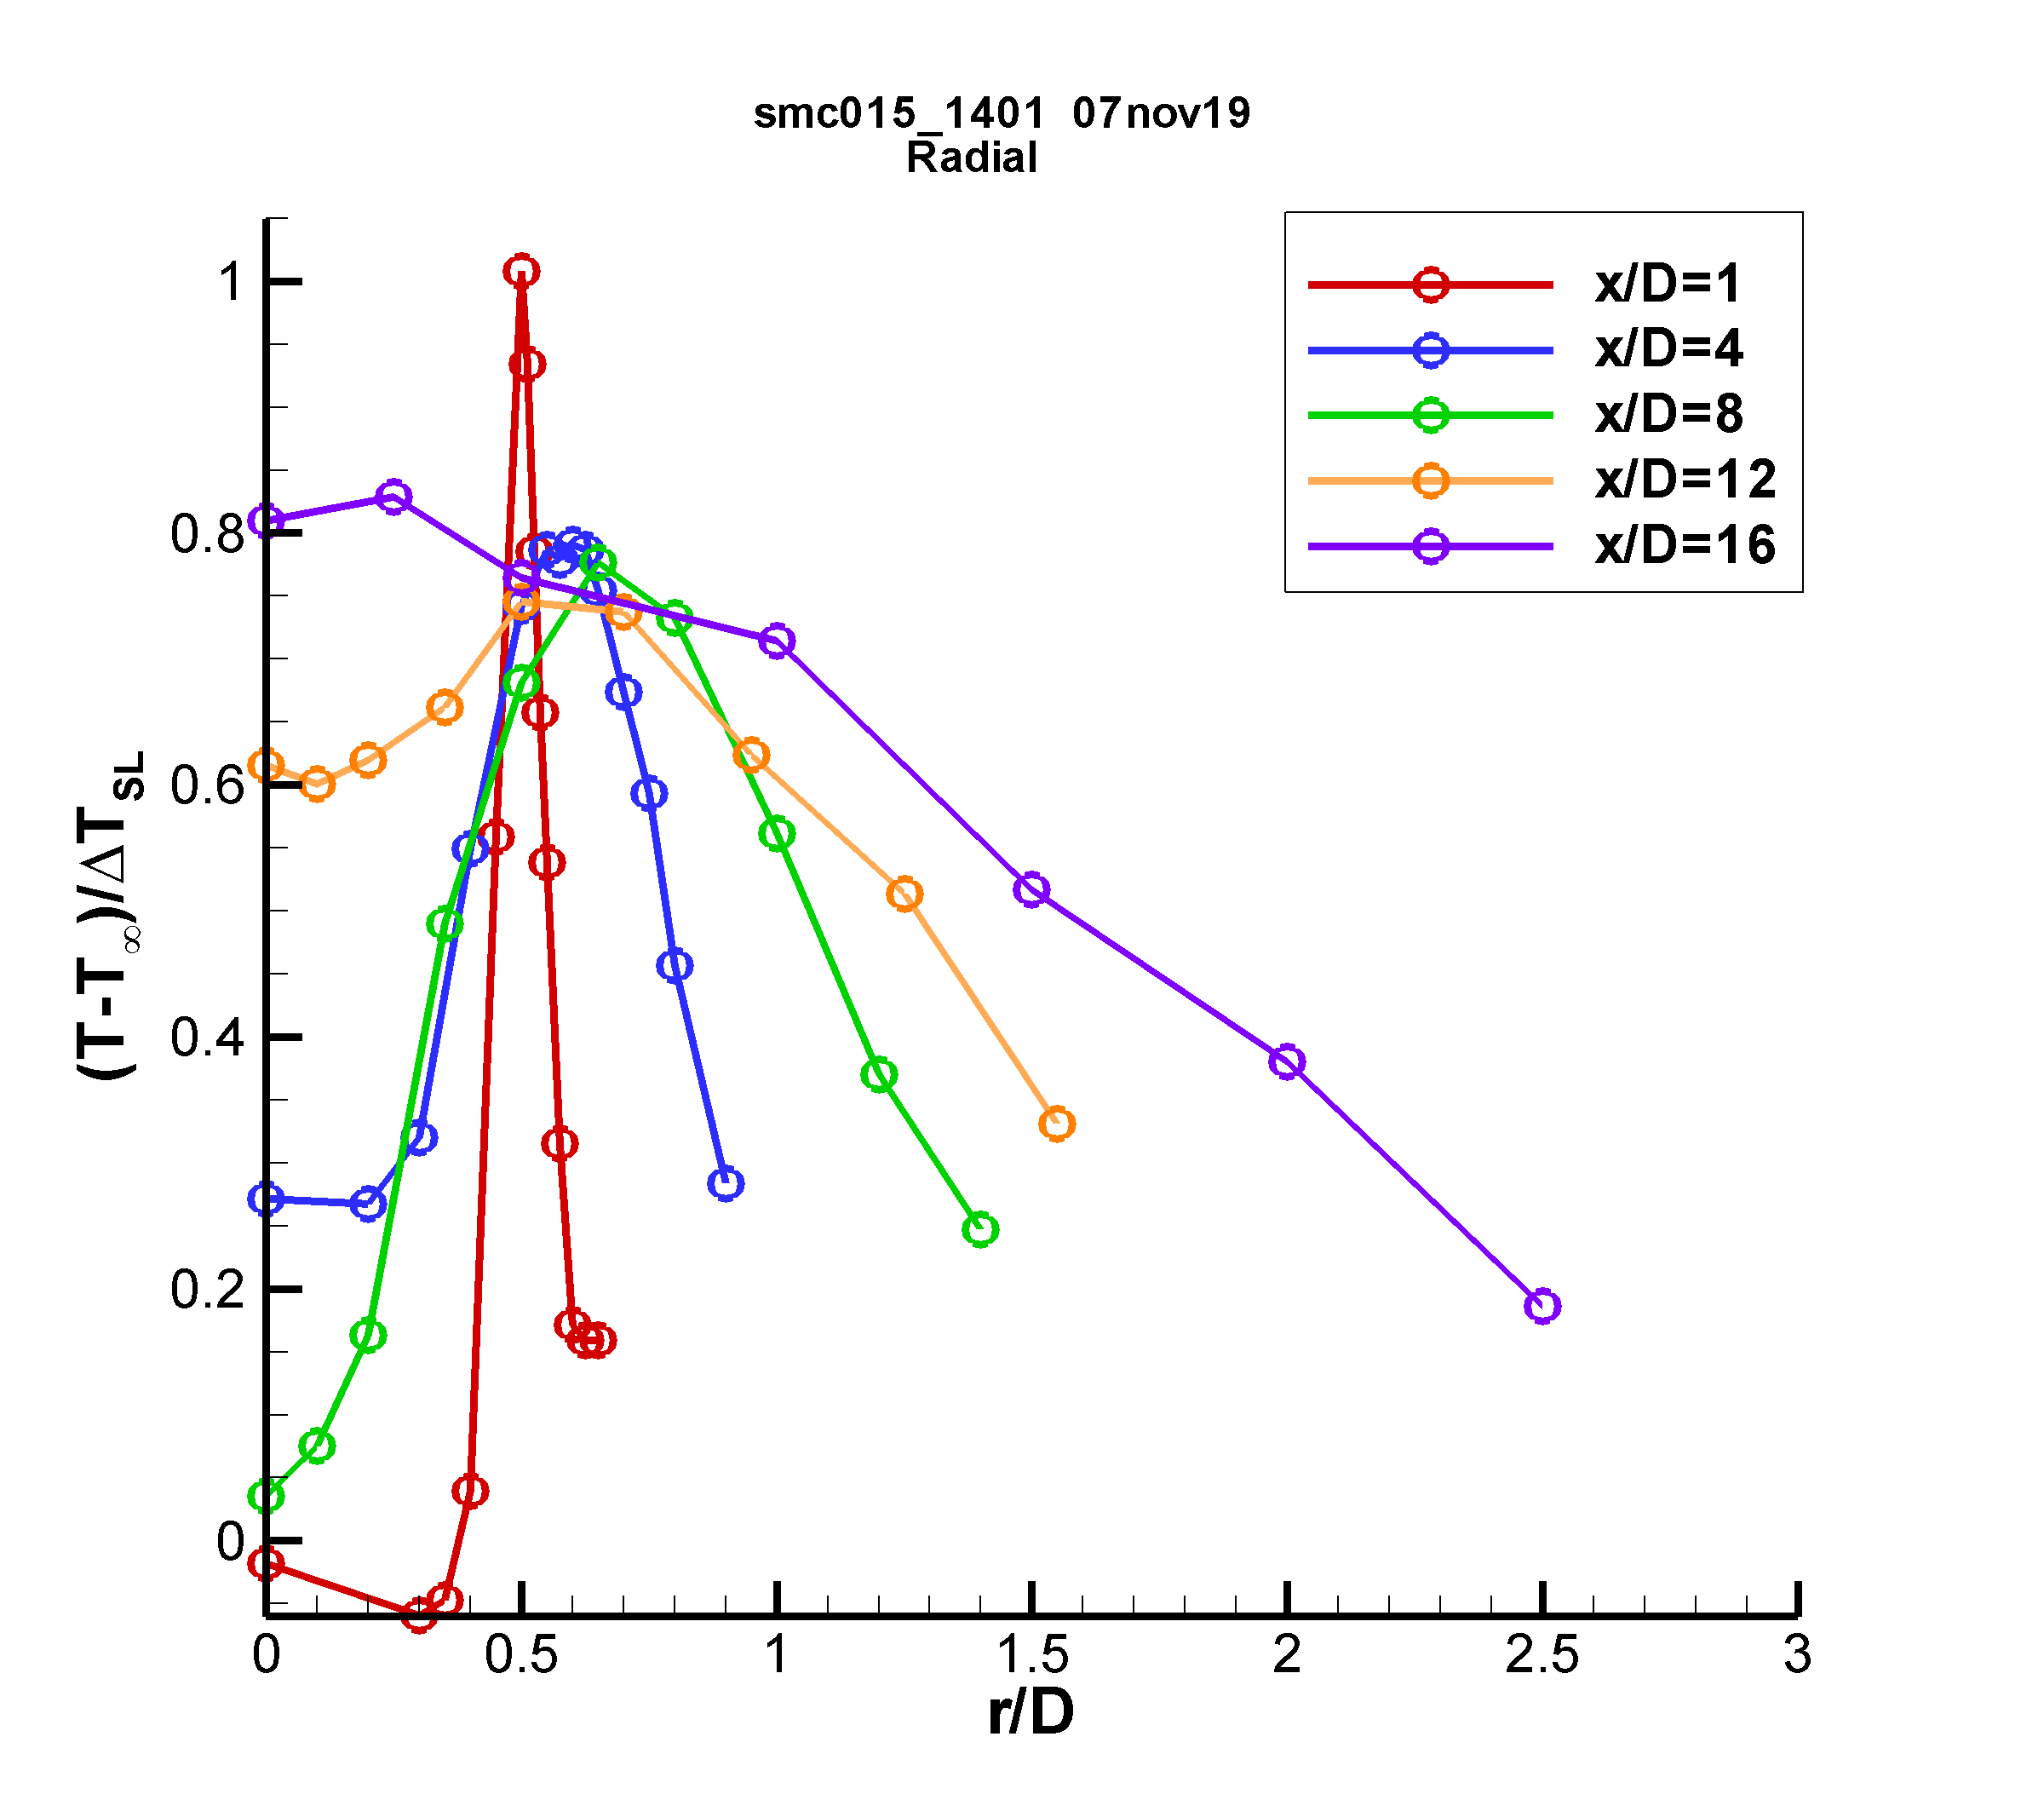 smc015_1401 07nov19
Radial
x/D=1
x/D=4
x/D=8
x/D=12
x/D=16
1
0.8
0.6
0.4
0.2
0
(T-T∞)/ΔTSL
0 0.5 1 1.5 2 2.5 3
r/D